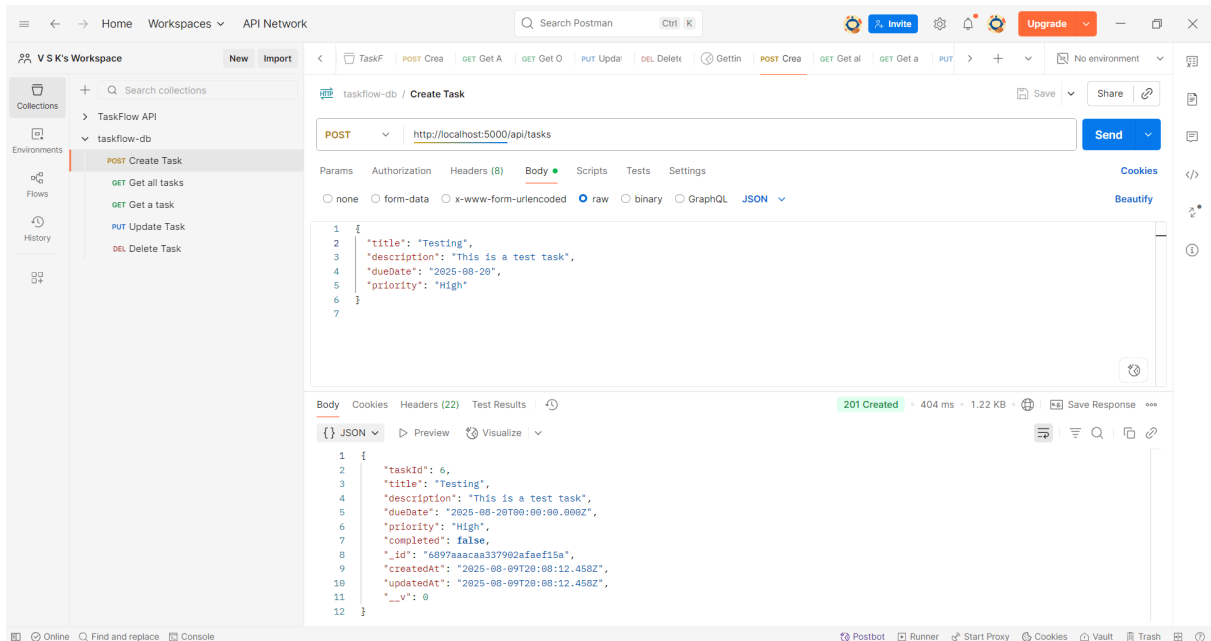 Home Workspaces API Network Search Postman Ctrl K Invite Upgrade
V S K's Workspace New Import
TaskF POST Crea GET Get A GET Get O PUT Updat DEL Delete Gettin POST Crea GET Get al GET Get a PUT No environment
Collections
Environments
Flows
History
Search collections
TaskFlow API
taskflow-db
POST Create Task
GET Get all tasks
GET Get a task
PUT Update Task
DEL Delete Task
HTTP taskflow-db / Create Task Save Share
POST http://localhost:5000/api/tasks Send
Params Authorization Headers (8) Body Scripts Tests Settings Cookies
none form-data x-www-form-urlencoded raw binary GraphQL JSON Beautify
1 {
2 "title": "Testing",
3 "description": "This is a test task",
4 "dueDate": "2025-08-20",
5 "priority": "High"
6 }
7
Body Cookies Headers (22) Test Results 201 Created 404 ms 1.22 KB e.g. Save Response
{} JSON Preview Visualize
1 {
2 "taskId": 6,
3 "title": "Testing",
4 "description": "This is a test task",
5 "dueDate": "2025-08-20T00:00:00.000Z",
6 "priority": "High",
7 "completed": false,
8 "_id": "6897aaacaa337902afaef15a",
9 "createdAt": "2025-08-09T20:08:12.458Z",
10 "updatedAt": "2025-08-09T20:08:12.458Z",
11 "__v": 0
12 }
Online Find and replace Console Postbot Runner Start Proxy Cookies Vault Trash